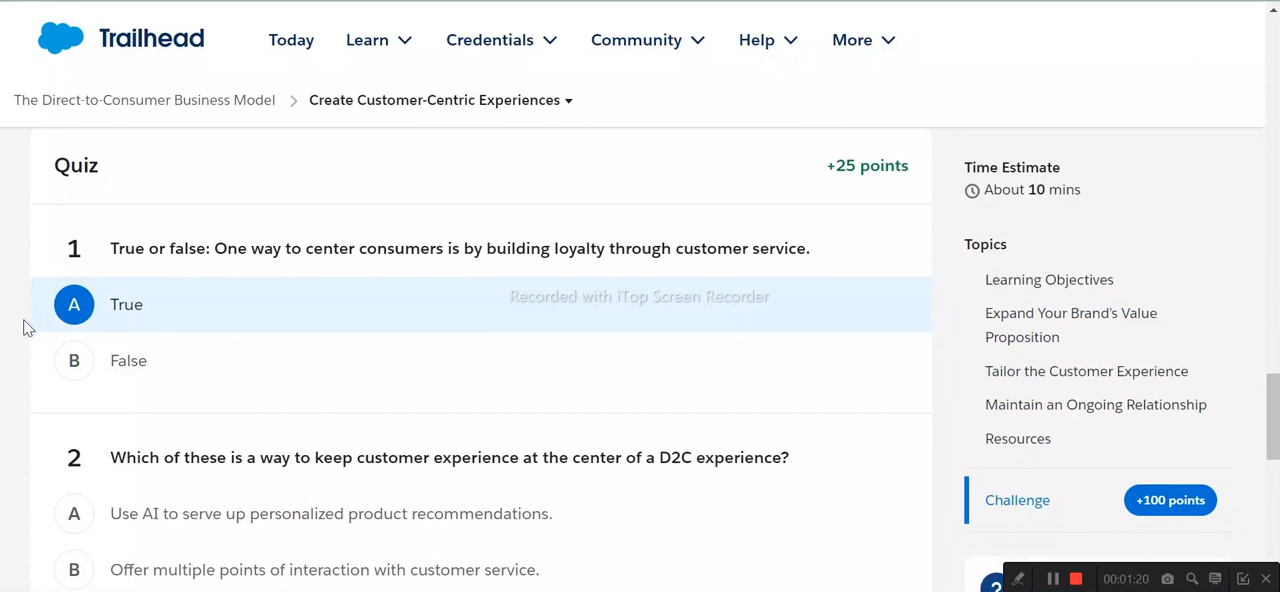 Trailhead Today Learn Credentials Community Help More
The Direct-to-Consumer Business Model Create Customer-Centric Experiences
Quiz +25 points
1 True or false: One way to center consumers is by building loyalty through customer service.
A True
Recorded with iTop Screen Recorder
B False
2 Which of these is a way to keep customer experience at the center of a D2C experience?
A Use AI to serve up personalized product recommendations.
B Offer multiple points of interaction with customer service.
Time Estimate
About 10 mins
Topics
Learning Objectives
Expand Your Brand's Value
Proposition
Tailor the Customer Experience
Maintain an Ongoing Relationship
Resources
Challenge +100 points
00:01:20